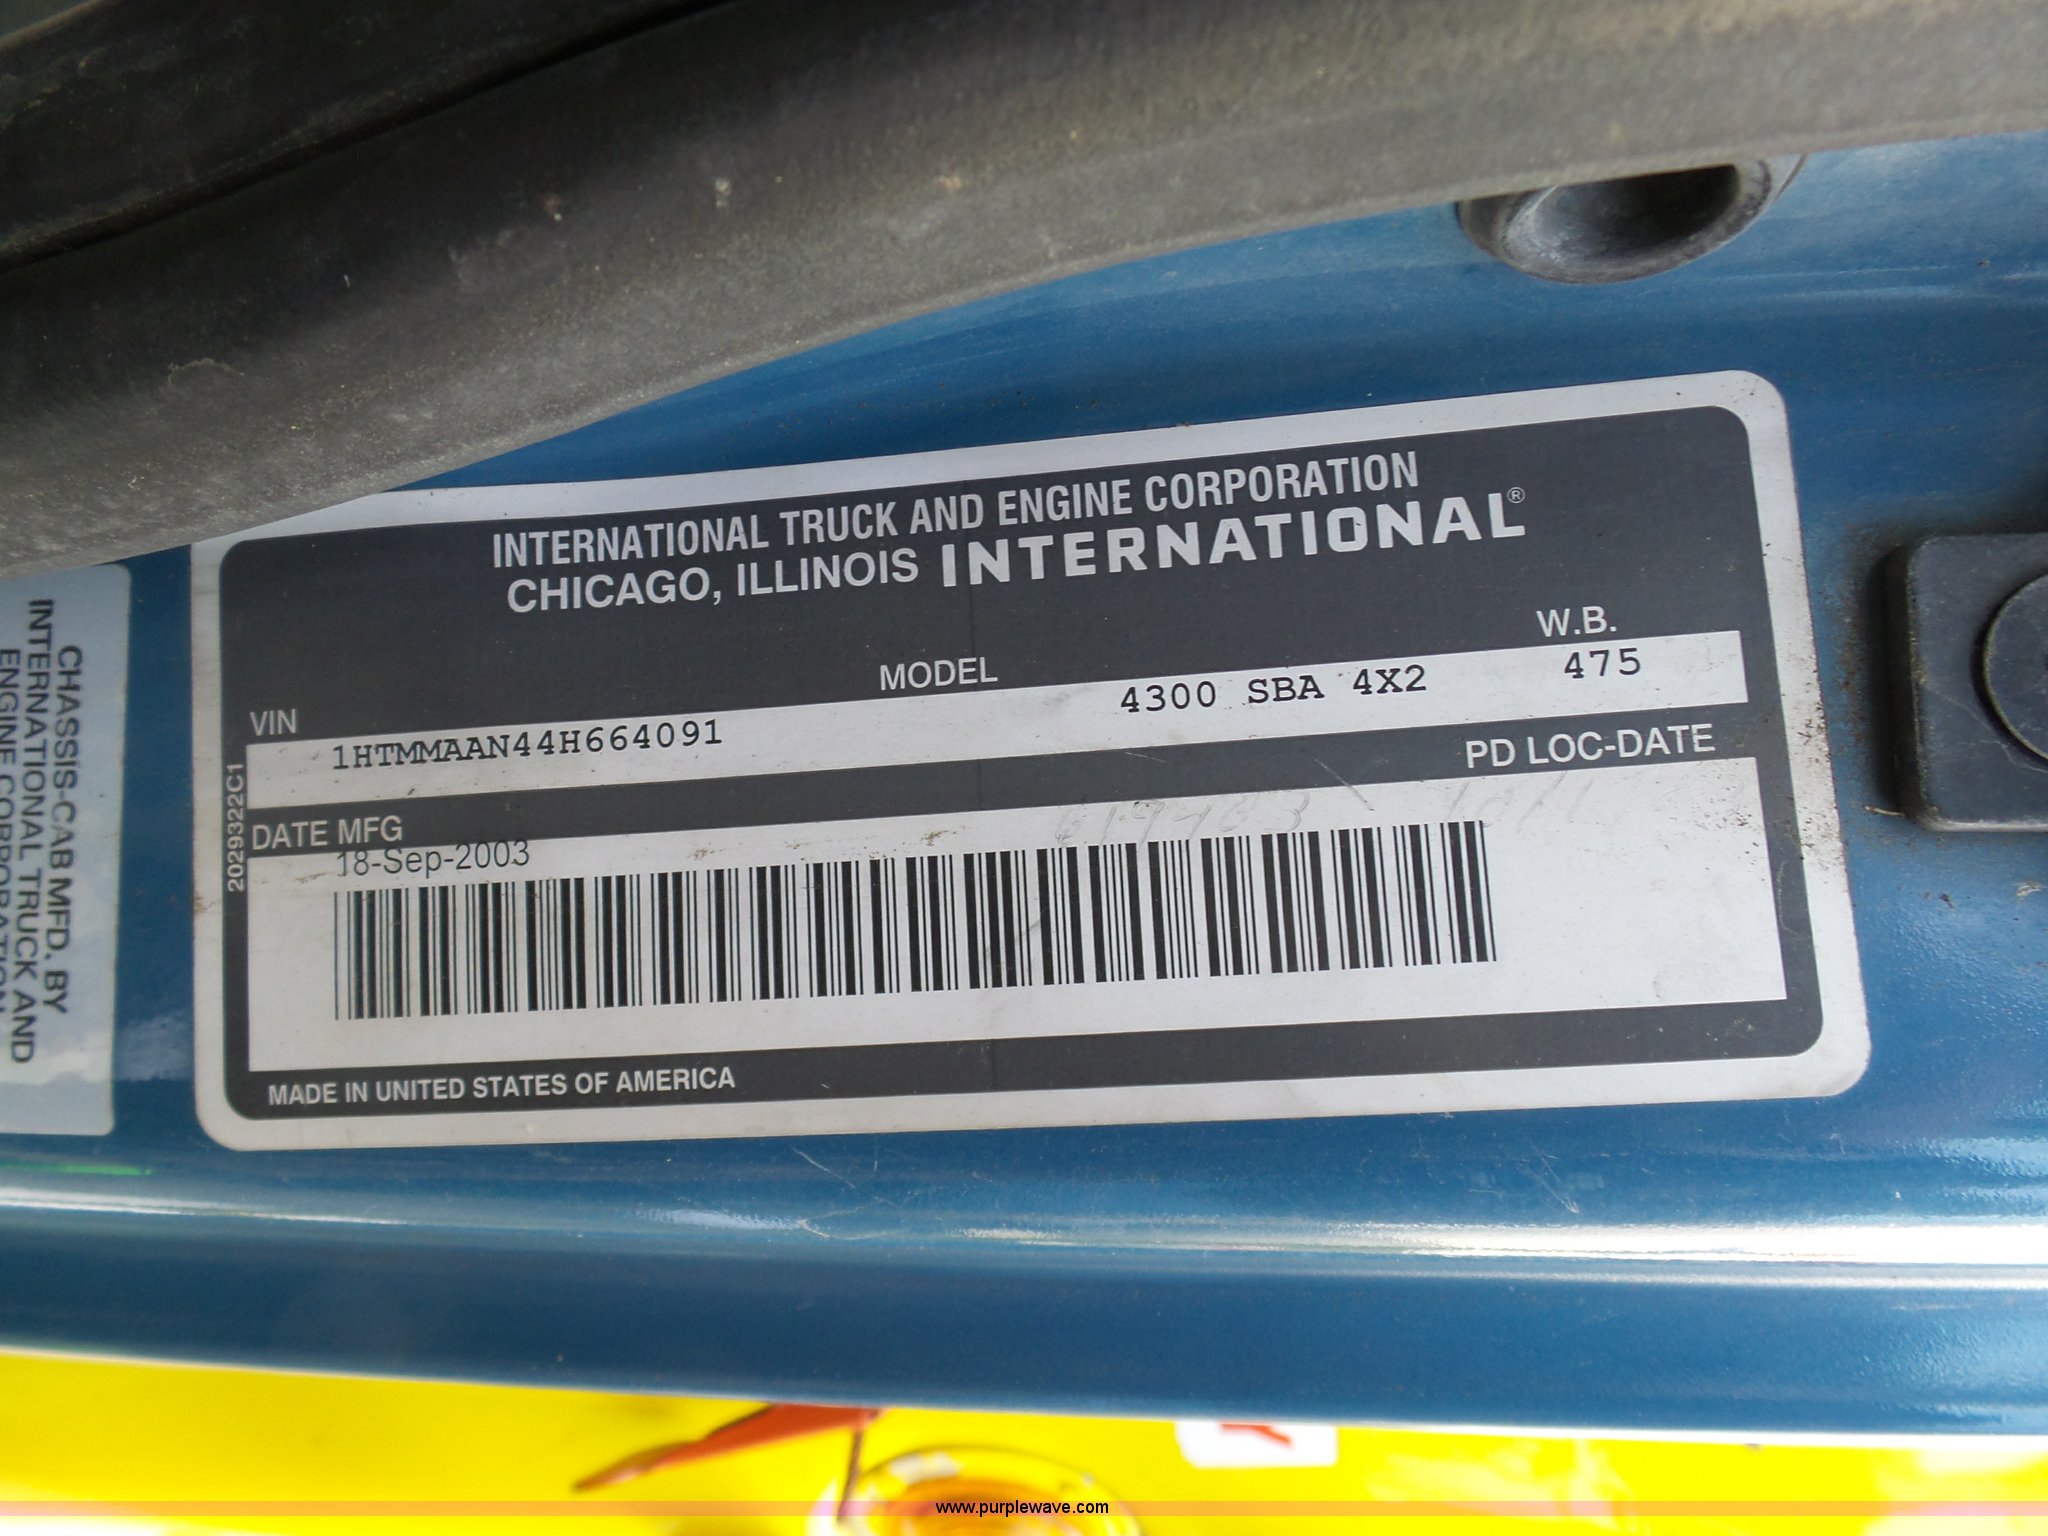 INTERNATIONAL TRUCK AND ENGINE CORPORATION
CHICAGO, ILLINOIS INTERNATIONAL®
VIN MODEL W.B.
1HTMMAAN44H664091 4300 SBA 4X2 475
DATE MFG PD LOC-DATE
18-Sep-2003
MADE IN UNITED STATES OF AMERICA
2029322C1
CHASSIS-CAB MFD. BY
INTERNATIONAL TRUCK AND
ENGINE CORPORATION
www.purplewave.com